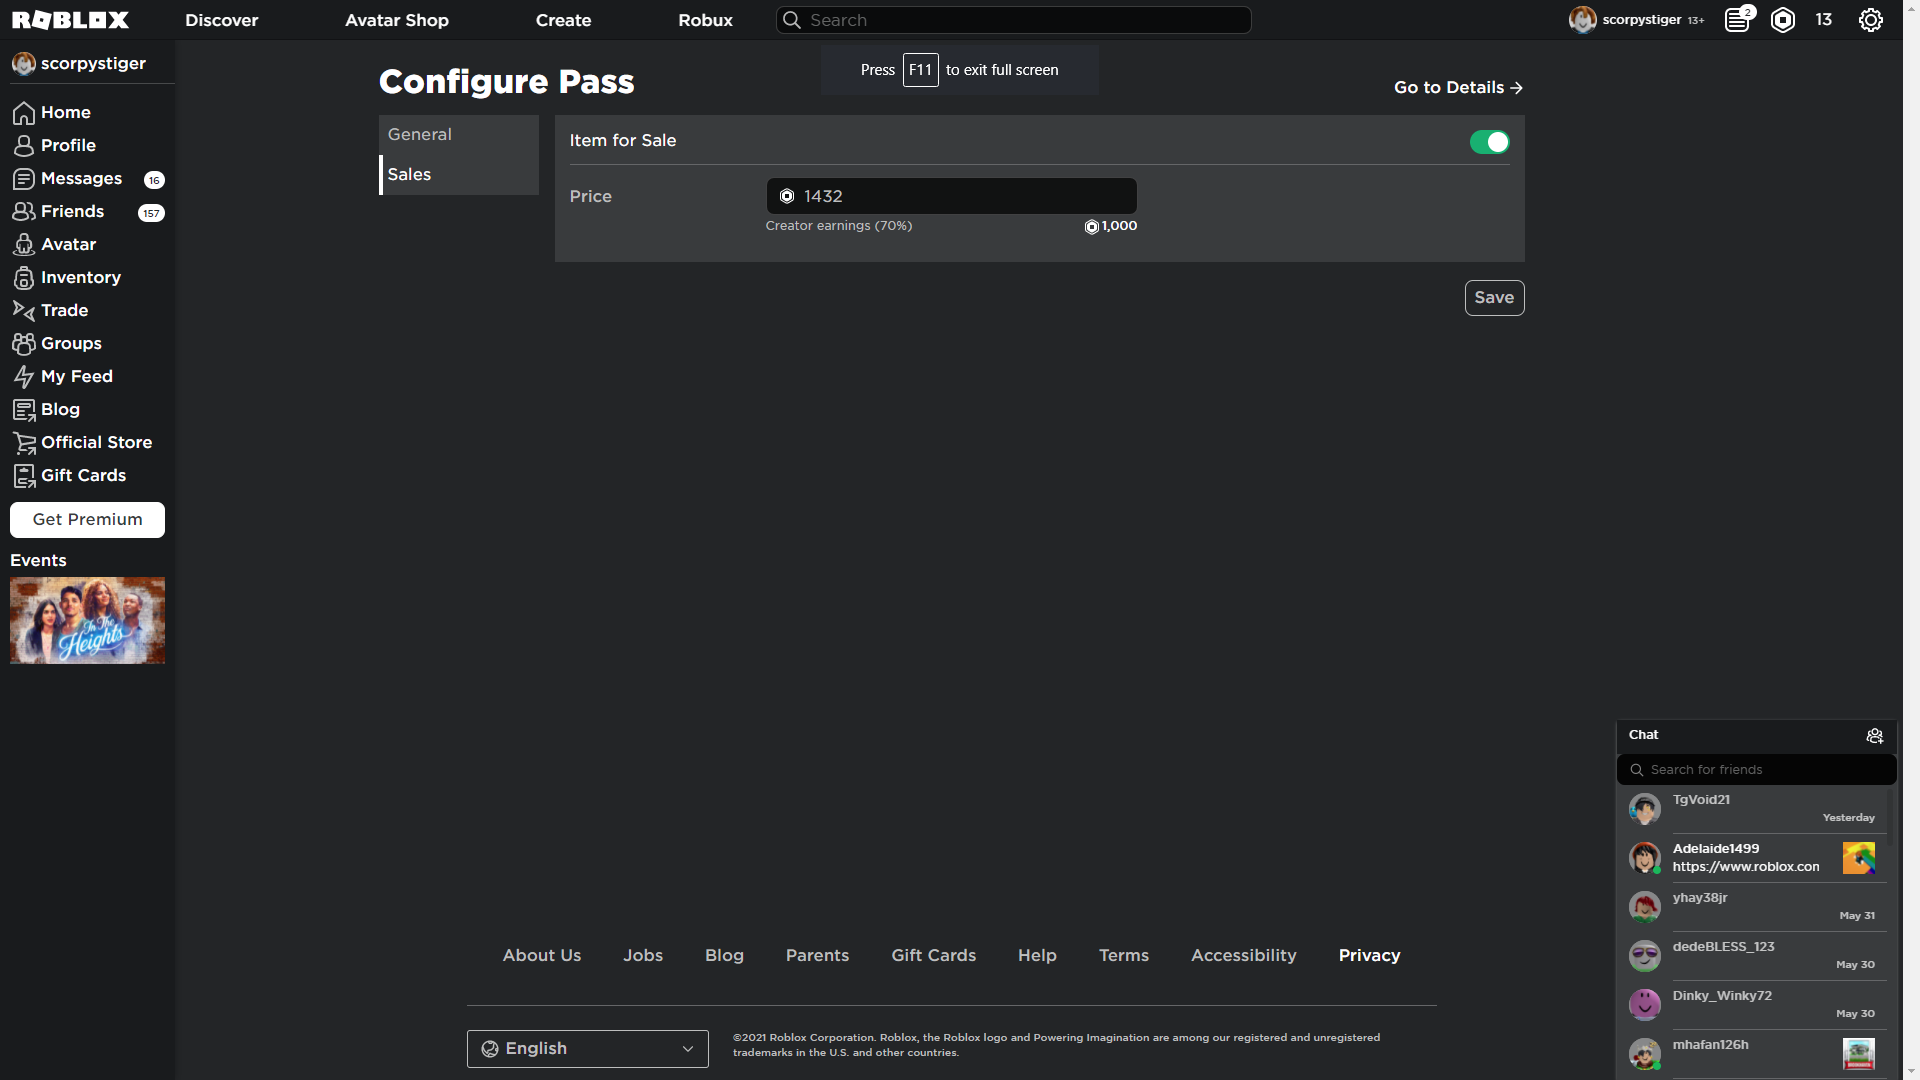 ROBLOX
Discover
Avatar Shop
Create
Robux
Search
scorpystiger 13+
2
13
scorpystiger
Home
Profile
Messages 16
Friends 157
Avatar
Inventory
Trade
Groups
My Feed
Blog
Official Store
Gift Cards
Get Premium
Events
In The
Heights
Press F11 to exit full screen
Configure Pass
Go to Details
General
Sales
Item for Sale
Price
1432
Creator earnings (70%)
1,000
Save
Chat
Search for friends
TgVoid21
Yesterday
Adelaide1499
https://www.roblox.con
yhay38jr
May 31
dedeBLESS_123
May 30
Dinky_Winky72
May 30
mhafan126h
About Us
Jobs
Blog
Parents
Gift Cards
Help
Terms
Accessibility
Privacy
English
©2021 Roblox Corporation. Roblox, the Roblox logo and Powering Imagination are among our registered and unregistered
trademarks in the U.S. and other countries.